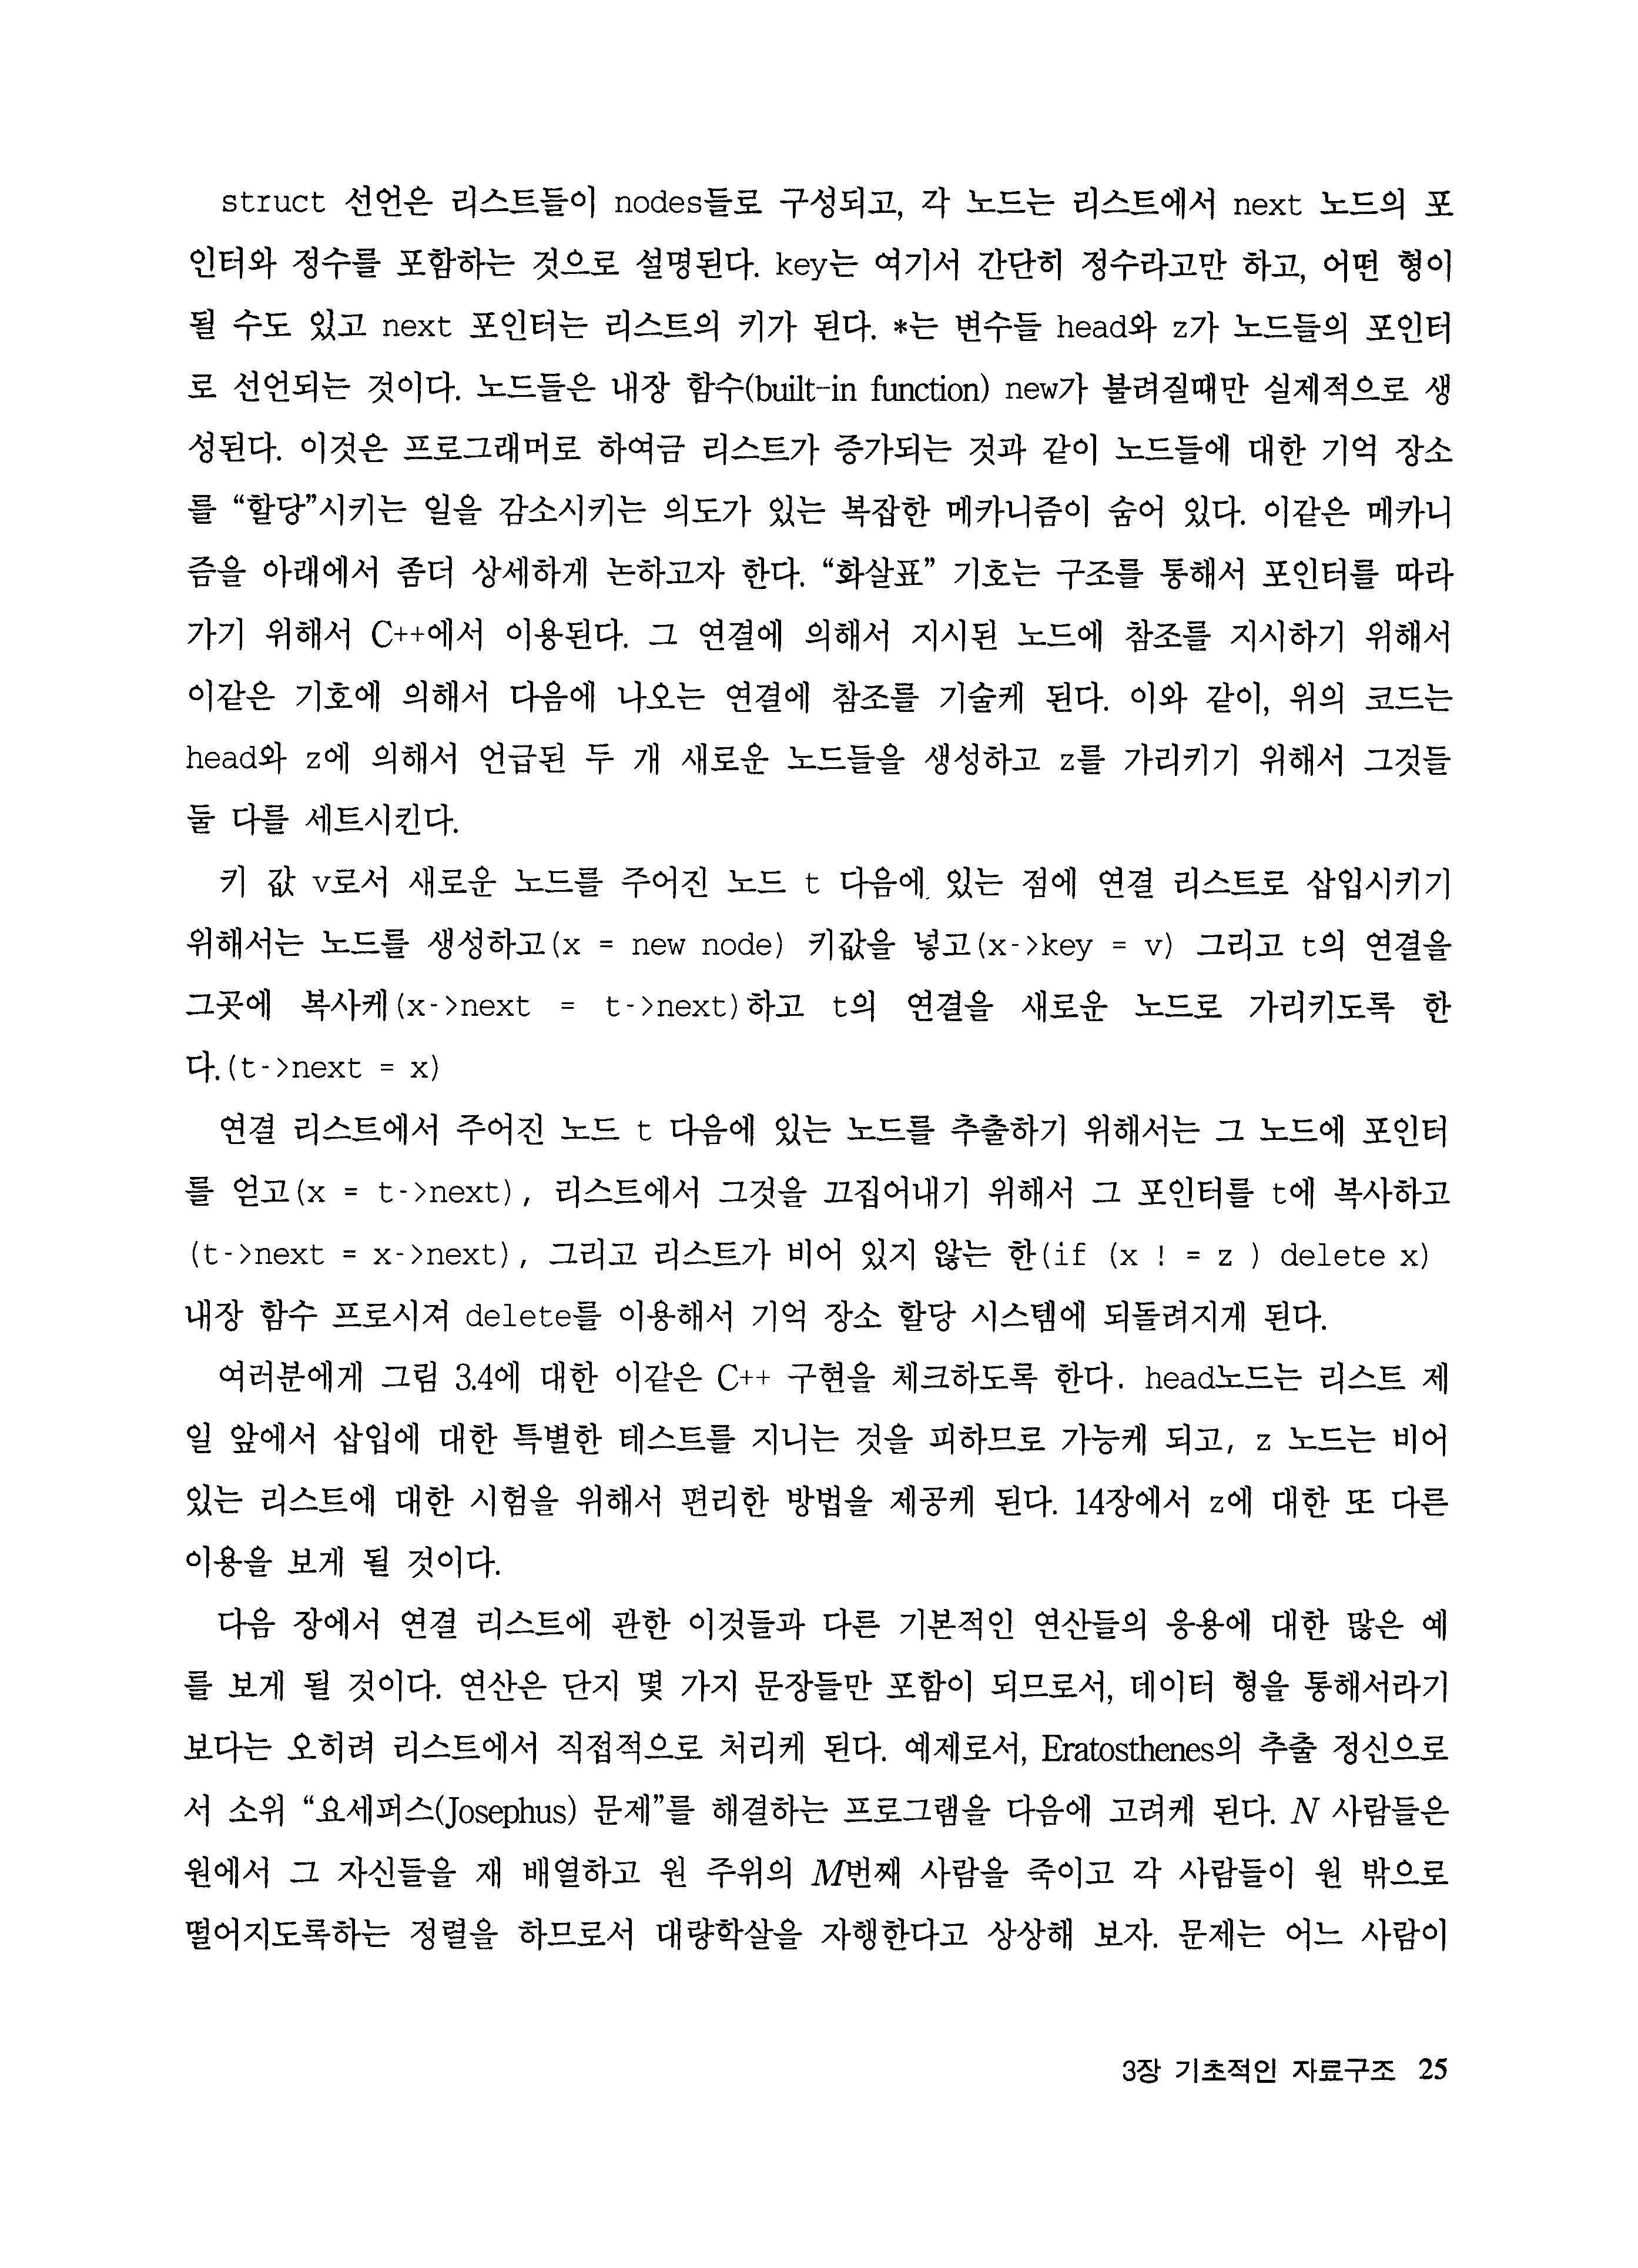 struct 선언은 리스트들이 nodes들로 구성되고, 각 노드는 리스트에서 next 노드의 포
인터와 정수를 포함하는 것으로 설명된다. key는 여기서 간단히 정수라고만 하고, 어떤 형이
될 수도 있고 next 포인터는 리스트의 키가 된다. *는 변수들 head와 z가 노드들의 포인터
로 선언되는 것이다. 노드들은 내장 함수(built-in function) new가 불려질때만 실제적으로 생
성된다. 이것은 프로그래머로 하여금 리스트가 증가되는 것과 같이 노드들에 대한 기억 장소
를 “할당”시키는 일을 감소시키는 의도가 있는 복잡한 메카니즘이 숨어 있다. 이같은 메카니
즘을 아래에서 좀더 상세하게 논하고자 한다. “화살표” 기호는 구조를 통해서 포인터를 따라
가기 위해서 C++에서 이용된다. 그 연결에 의해서 지시된 노드에 참조를 지시하기 위해서
이같은 기호에 의해서 다음에 나오는 연결에 참조를 기술케 된다. 이와 같이, 위의 코드는
head와 z에 의해서 언급된 두 개 새로운 노드들을 생성하고 z를 가리키기 위해서 그것들
둘 다를 세트시킨다.
키 값 v로서 새로운 노드를 주어진 노드 t 다음에 있는 점에 연결 리스트로 삽입시키기
위해서는 노드를 생성하고(x = new node) 키값을 넣고(x->key = v) 그리고 t의 연결을
그곳에 복사케(x->next = t->next)하고 t의 연결을 새로운 노드로 가리키도록 한
다.(t->next = x)
연결 리스트에서 주어진 노드 t 다음에 있는 노드를 추출하기 위해서는 그 노드에 포인터
를 얻고(x = t->next), 리스트에서 그것을 끄집어내기 위해서 그 포인터를 t에 복사하고
(t->next = x->next), 그리고 리스트가 비어 있지 않는 한(if (x ! = z ) delete x)
내장 함수 프로시져 delete를 이용해서 기억 장소 할당 시스템에 되돌려지게 된다.
여러분에게 그림 3.4에 대한 이같은 C++ 구현을 체크하도록 한다. head노드는 리스트 제
일 앞에서 삽입에 대한 특별한 테스트를 지니는 것을 피하므로 가능케 되고, z 노드는 비어
있는 리스트에 대한 시험을 위해서 편리한 방법을 제공케 된다. 14장에서 z에 대한 또 다른
이용을 보게 될 것이다.
다음 장에서 연결 리스트에 관한 이것들과 다른 기본적인 연산들의 응용에 대한 많은 예
를 보게 될 것이다. 연산은 단지 몇 가지 문장들만 포함이 되므로서, 데이터 형을 통해서라기
보다는 오히려 리스트에서 직접적으로 처리케 된다. 예제로서, Eratosthenes의 추출 정신으로
서 소위 “요세퍼스(Josephus) 문제”를 해결하는 프로그램을 다음에 고려케 된다. N 사람들은
원에서 그 자신들을 재 배열하고 원 주위의 M번째 사람을 죽이고 각 사람들이 원 밖으로
떨어지도록하는 정렬을 하므로서 대량학살을 자행한다고 상상해 보자. 문제는 어느 사람이
3장 기초적인 자료구조 25